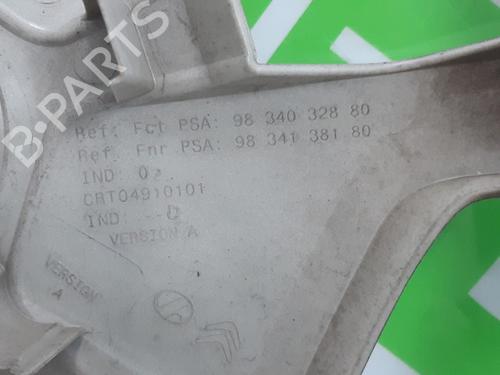 B-PARTS
Ref. Fct PSA: 98 340 328 80
Ref. Fnr PSA: 98 341 381 80
IND: 02
CRT04910101
IND: --D
VERSION A
VERSION
A